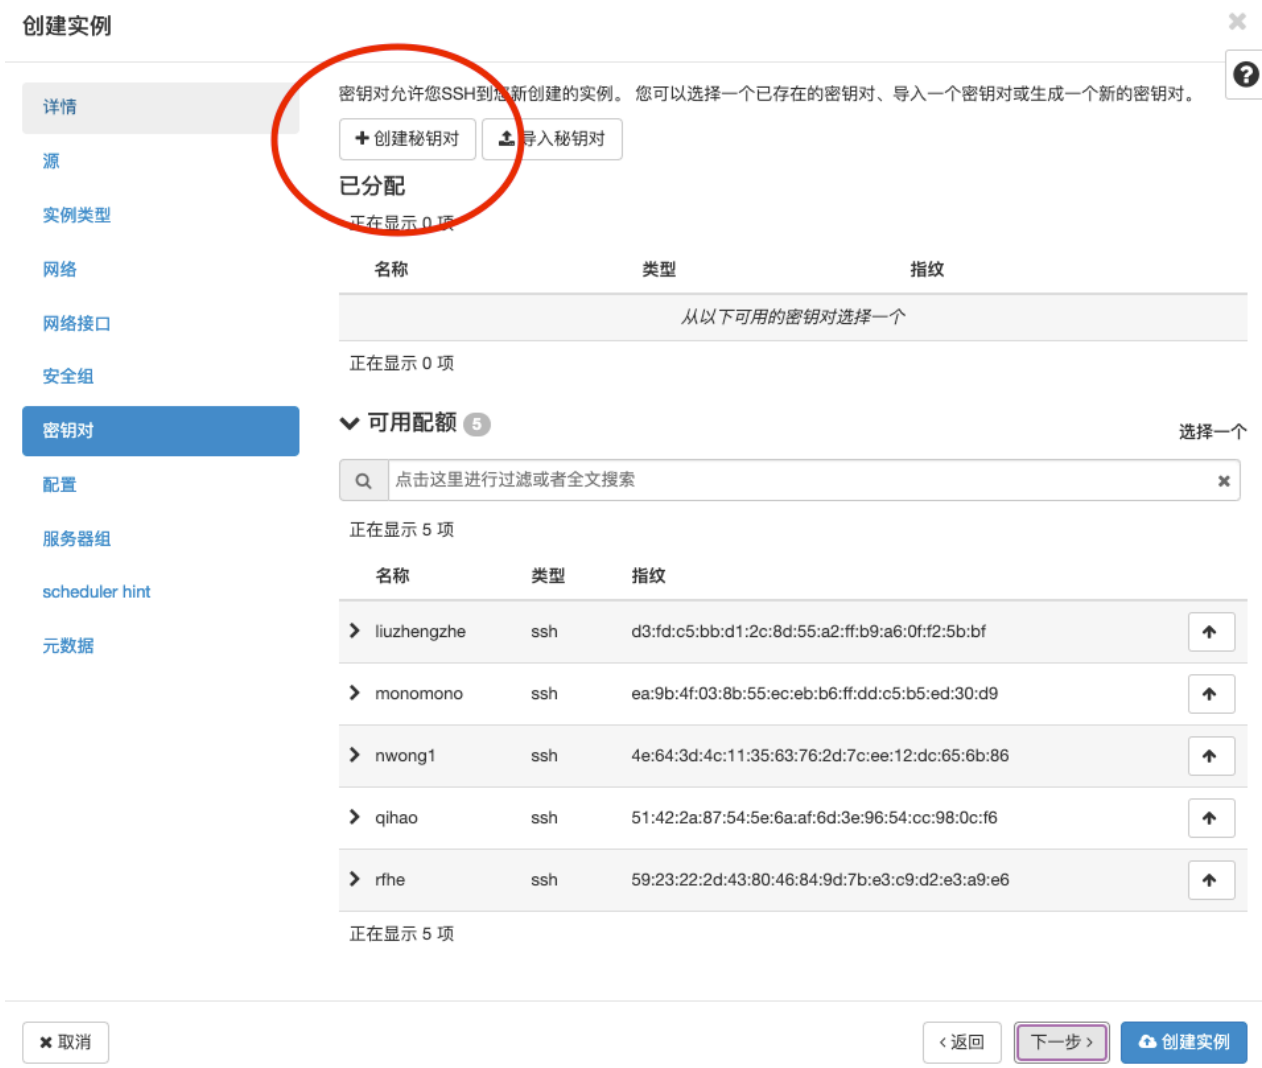 创建实例
详情
源
实例类型
网络
网络接口
安全组
密钥对
配置
服务器组
scheduler hint
元数据
密钥对允许您SSH到您新创建的实例。 您可以选择一个已存在的密钥对、导入一个密钥对或生成一个新的密钥对。
创建秘钥对 导入秘钥对
已分配
正在显示 0 项
名称 类型 指纹
从以下可用的密钥对选择一个
正在显示 0 项
可用配额 5
选择一个
点击这里进行过滤或者全文搜索
正在显示 5 项
名称 类型 指纹
liuzhengzhe ssh d3:fd:c5:bb:d1:2c:8d:55:a2:ff:b9:a6:0f:f2:5b:bf
monomono ssh ea:9b:4f:03:8b:55:ec:eb:b6:ff:dd:c5:b5:ed:30:d9
nwong1 ssh 4e:64:3d:4c:11:35:63:76:2d:7c:ee:12:dc:65:6b:86
qihao ssh 51:42:2a:87:54:5e:6a:af:6d:3e:96:54:cc:98:0c:f6
rfhe ssh 59:23:22:2d:43:80:46:84:9d:7b:e3:c9:d2:e3:a9:e6
正在显示 5 项
取消
‹ 返回 下一步 › 创建实例